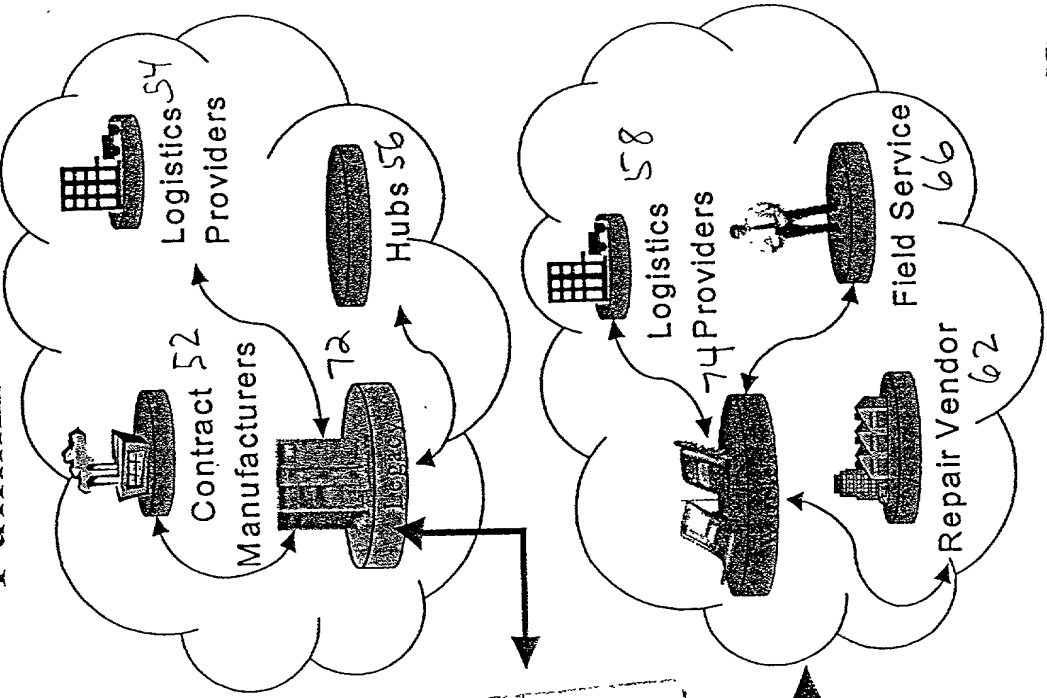 Contract 52
Manufacturers
Logistics 54
Providers
72
Legacy
Hubs 56
58
Logistics
Providers
74
Field Service
66
Repair Vendor
62